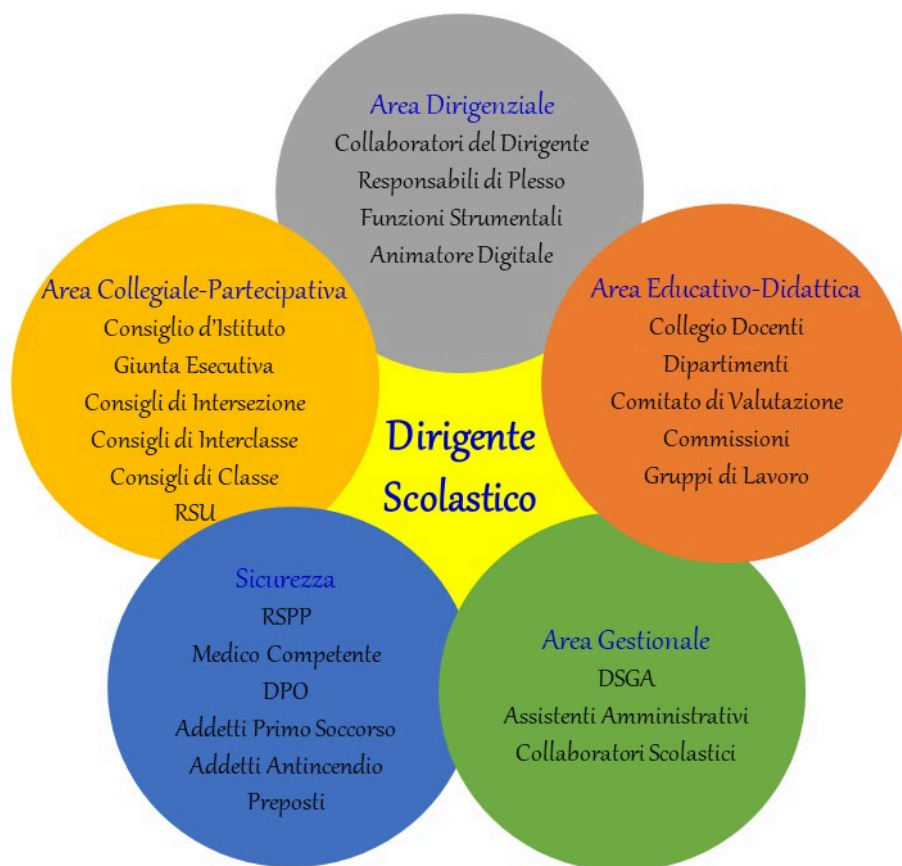 Area Dirigenziale
Collaboratori del Dirigente
Responsabili di Plesso
Funzioni Strumentali
Animatore Digitale
Area Collegiale-Partecipativa
Consiglio d'Istituto
Giunta Esecutiva
Consigli di Intersezione
Consigli di Interclasse
Consigli di Classe
RSU
Area Educativo-Didattica
Collegio Docenti
Dipartimenti
Comitato di Valutazione
Commissioni
Gruppi di Lavoro
Dirigente
Scolastico
Sicurezza
RSPP
Medico Competente
DPO
Addetti Primo Soccorso
Addetti Antincendio
Preposti
Area Gestionale
DSGA
Assistenti Amministrativi
Collaboratori Scolastici